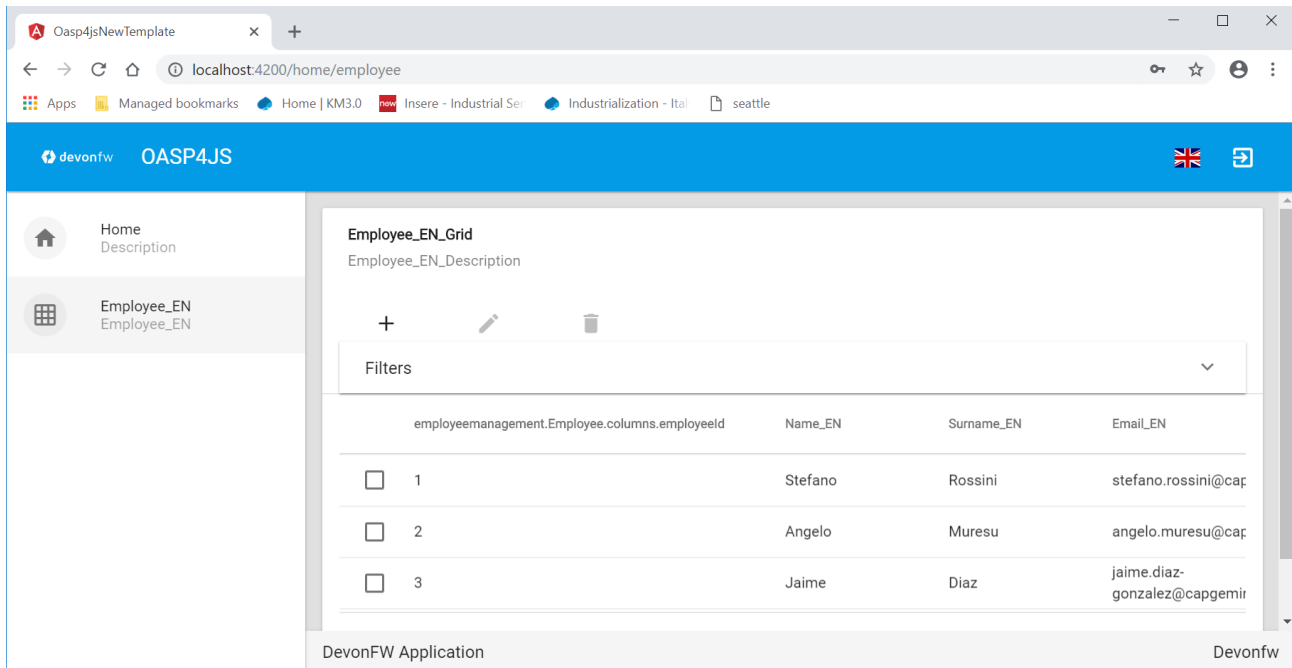 Oasp4jsNewTemplate
localhost:4200/home/employee
Apps Managed bookmarks Home | KM3.0 now Insere - Industrial Ser Industrialization - Ital seattle
devonfw OASP4JS
Home
Description
Employee_EN
Employee_EN
Employee_EN_Grid
Employee_EN_Description
Filters
employeemanagement.Employee.columns.employeeId Name_EN Surname_EN Email_EN
1 Stefano Rossini stefano.rossini@cap
2 Angelo Muresu angelo.muresu@cap
3 Jaime Diaz jaime.diaz-
gonzalez@capgemin
DevonFW Application Devonfw